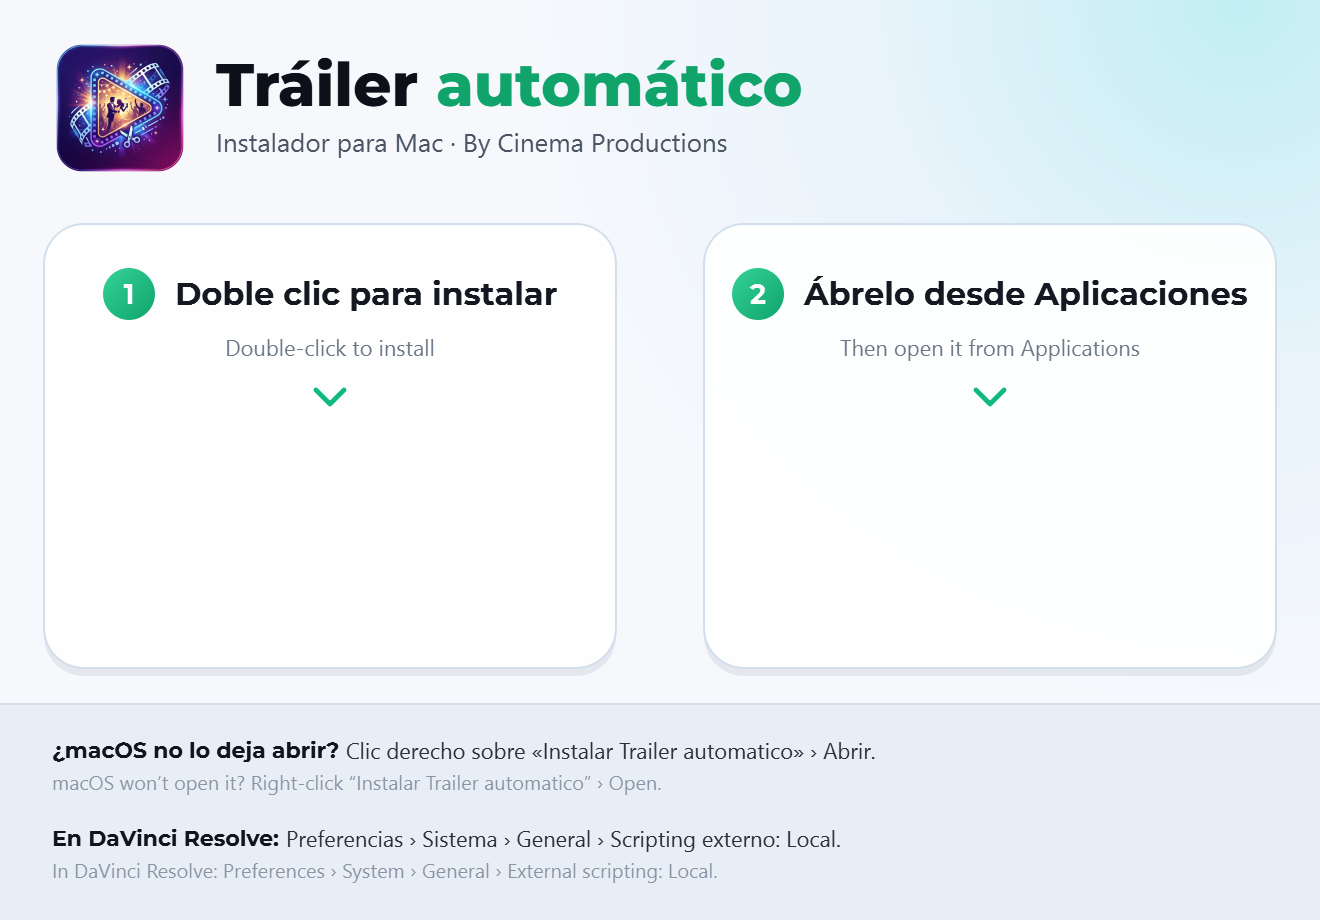 Tráiler automático
Instalador para Mac · By Cinema Productions
1 Doble clic para instalar
Double-click to install
2 Ábrelo desde Aplicaciones
Then open it from Applications
¿macOS no lo deja abrir? Clic derecho sobre «Instalar Trailer automatico» › Abrir.
macOS won’t open it? Right-click “Instalar Trailer automatico” › Open.
En DaVinci Resolve: Preferencias › Sistema › General › Scripting externo: Local.
In DaVinci Resolve: Preferences › System › General › External scripting: Local.